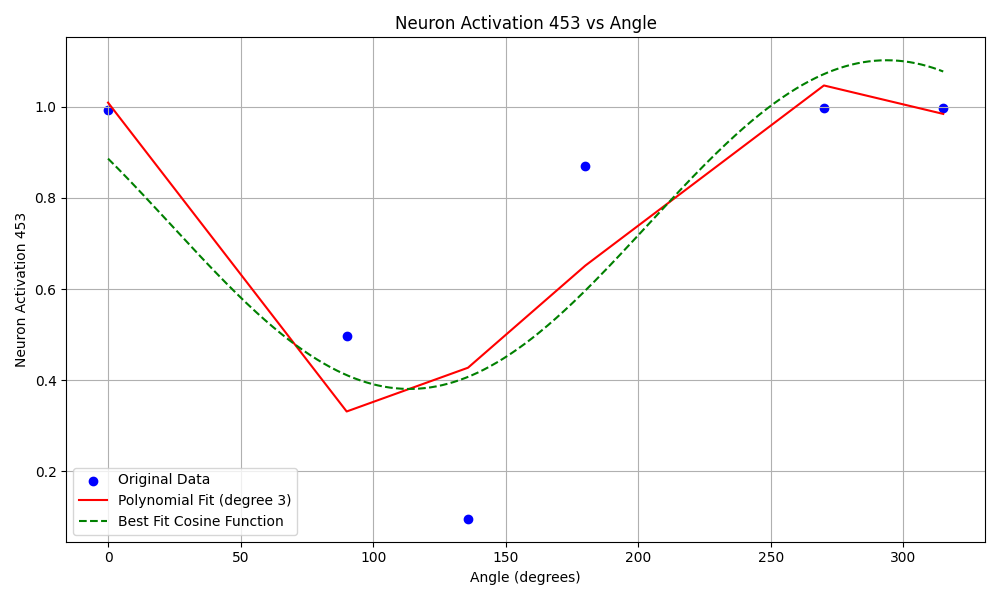 Neuron Activation 453 vs Angle
Neuron Activation 453
1.0
0.8
0.6
0.4
0.2
Original Data
Polynomial Fit (degree 3)
Best Fit Cosine Function
0 50 100 150 200 250 300
Angle (degrees)